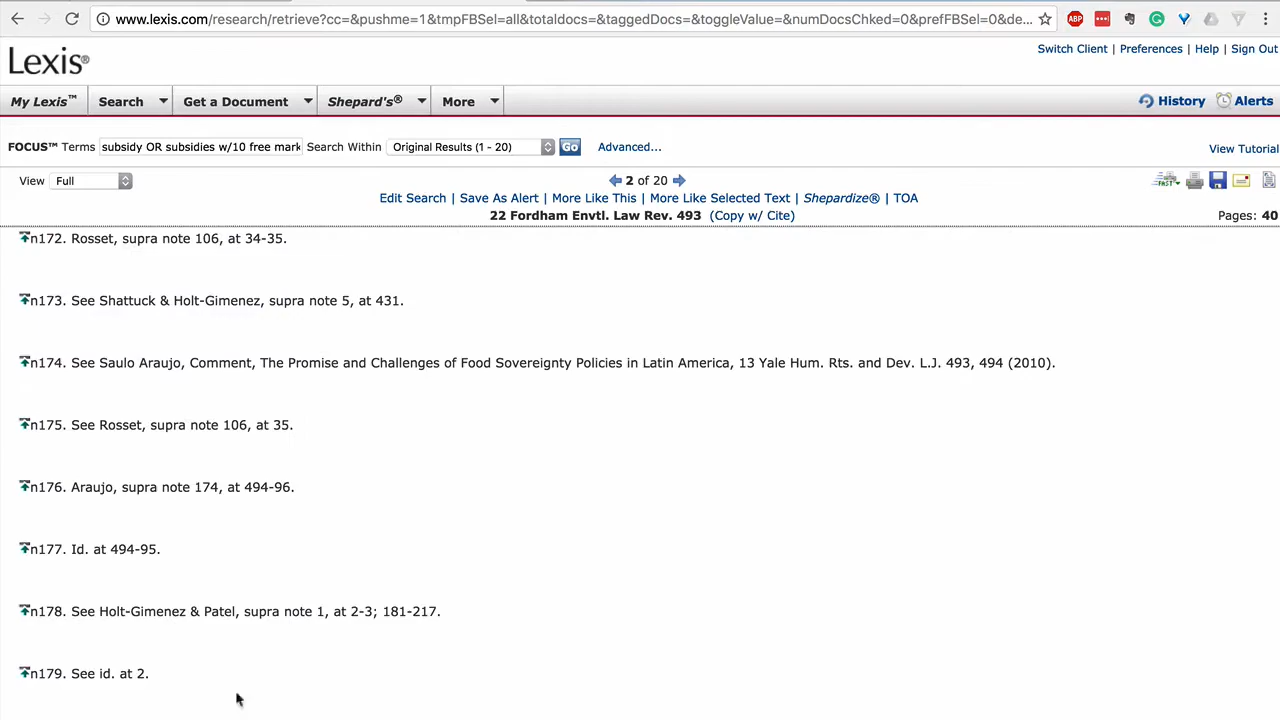 www.lexis.com/research/retrieve?cc=&pushme=1&tmpFBSel=all&totaldocs=&taggedDocs=&toggleValue=&numDocsChked=0&prefFBSel=0&de...
ABP
Lexis®
Switch Client | Preferences | Help | Sign Out
My Lexis™ Search Get a Document Shepard's® More History Alerts
FOCUS™ Terms subsidy OR subsidies w/10 free mark Search Within Original Results (1 - 20) Go Advanced...
View Tutorial
View Full 2 of 20
Edit Search | Save As Alert | More Like This | More Like Selected Text | Shepardize® | TOA
22 Fordham Envtl. Law Rev. 493 (Copy w/ Cite) Pages: 40
n172. Rosset, supra note 106, at 34-35.
n173. See Shattuck & Holt-Gimenez, supra note 5, at 431.
n174. See Saulo Araujo, Comment, The Promise and Challenges of Food Sovereignty Policies in Latin America, 13 Yale Hum. Rts. and Dev. L.J. 493, 494 (2010).
n175. See Rosset, supra note 106, at 35.
n176. Araujo, supra note 174, at 494-96.
n177. Id. at 494-95.
n178. See Holt-Gimenez & Patel, supra note 1, at 2-3; 181-217.
n179. See id. at 2.